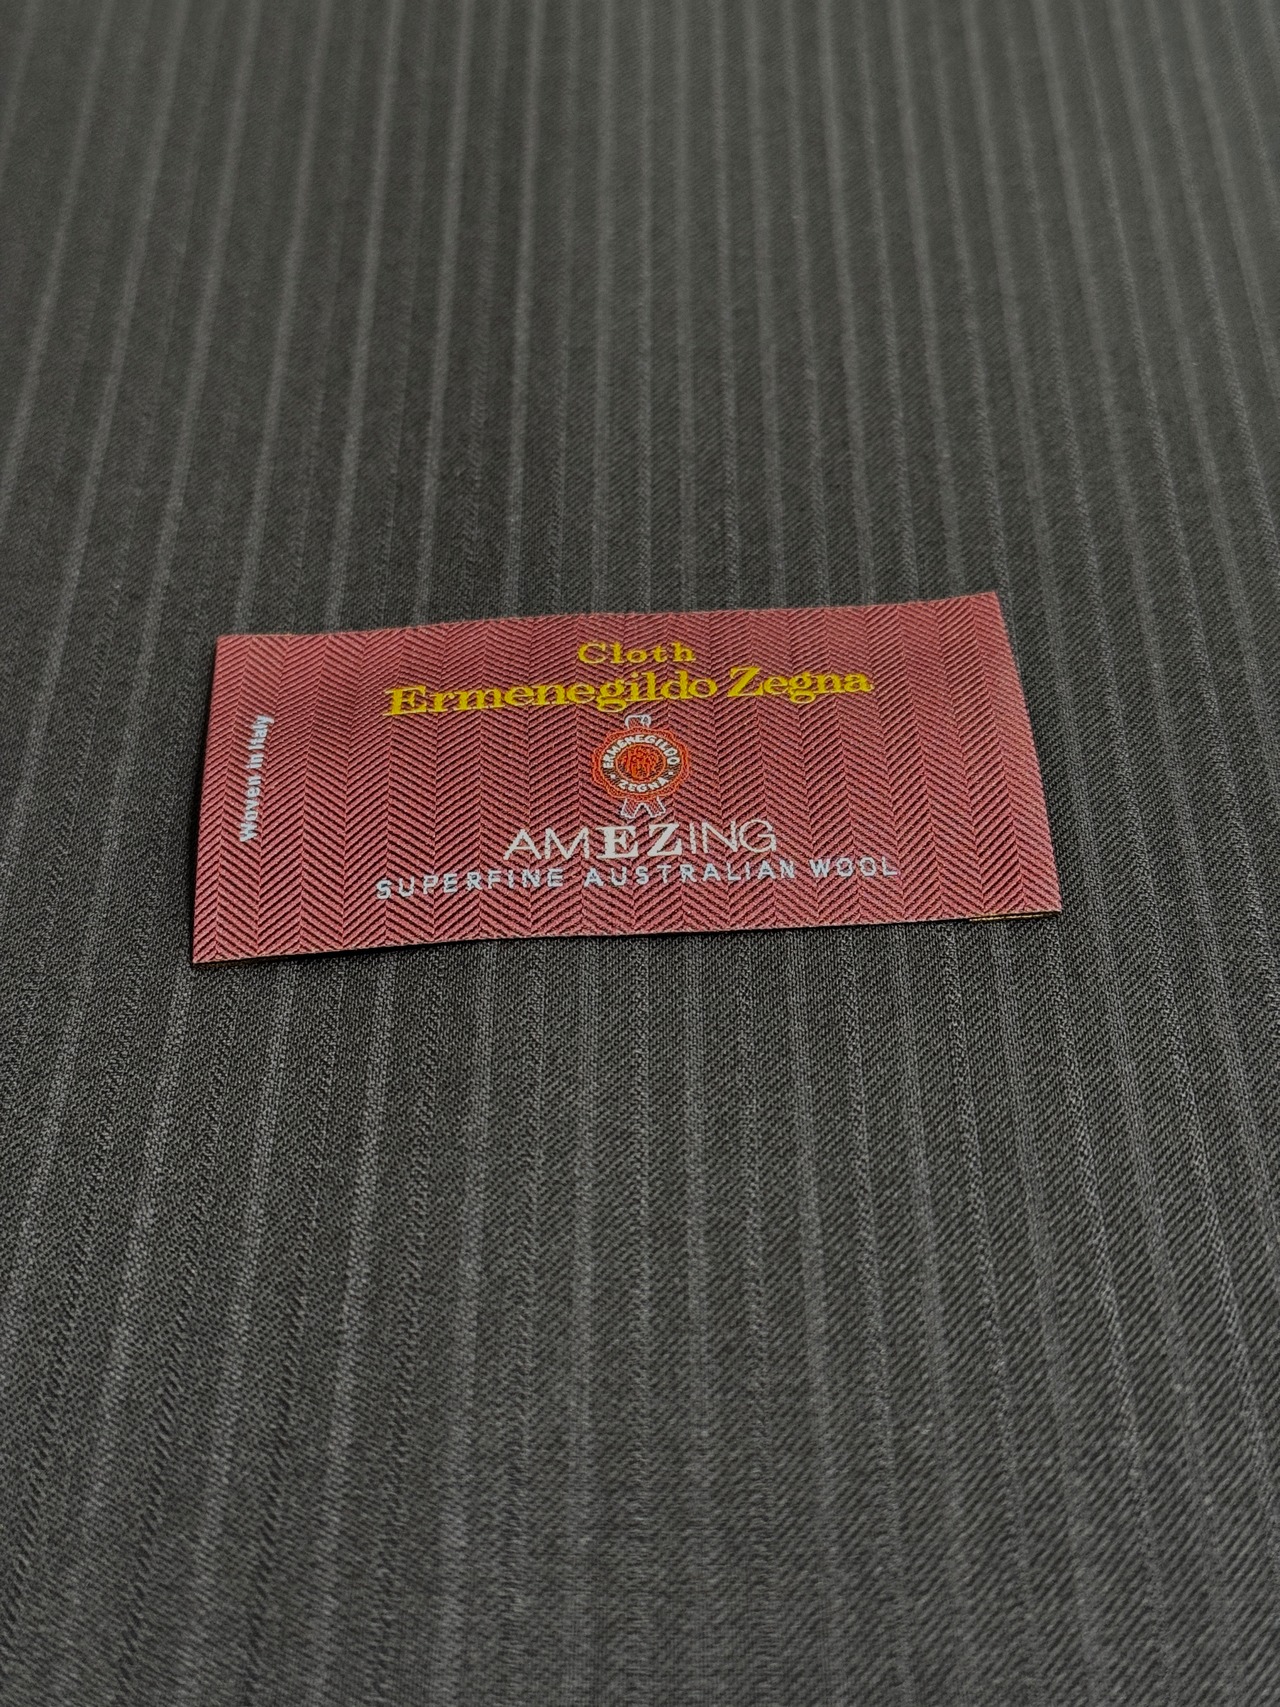 Cloth
Ermenegildo Zegna
ERMENEGILDO
ZEGNA
AMEZING
SUPERFINE AUSTRALIAN WOOL
Woven in Italy